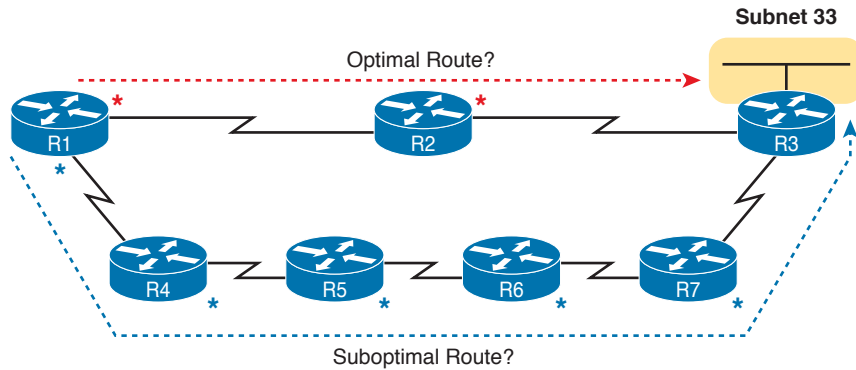 Subnet 33
Optimal Route?
*
*
R1
R2
R3
*
R4
R5
R6
R7
*
*
*
*
Suboptimal Route?